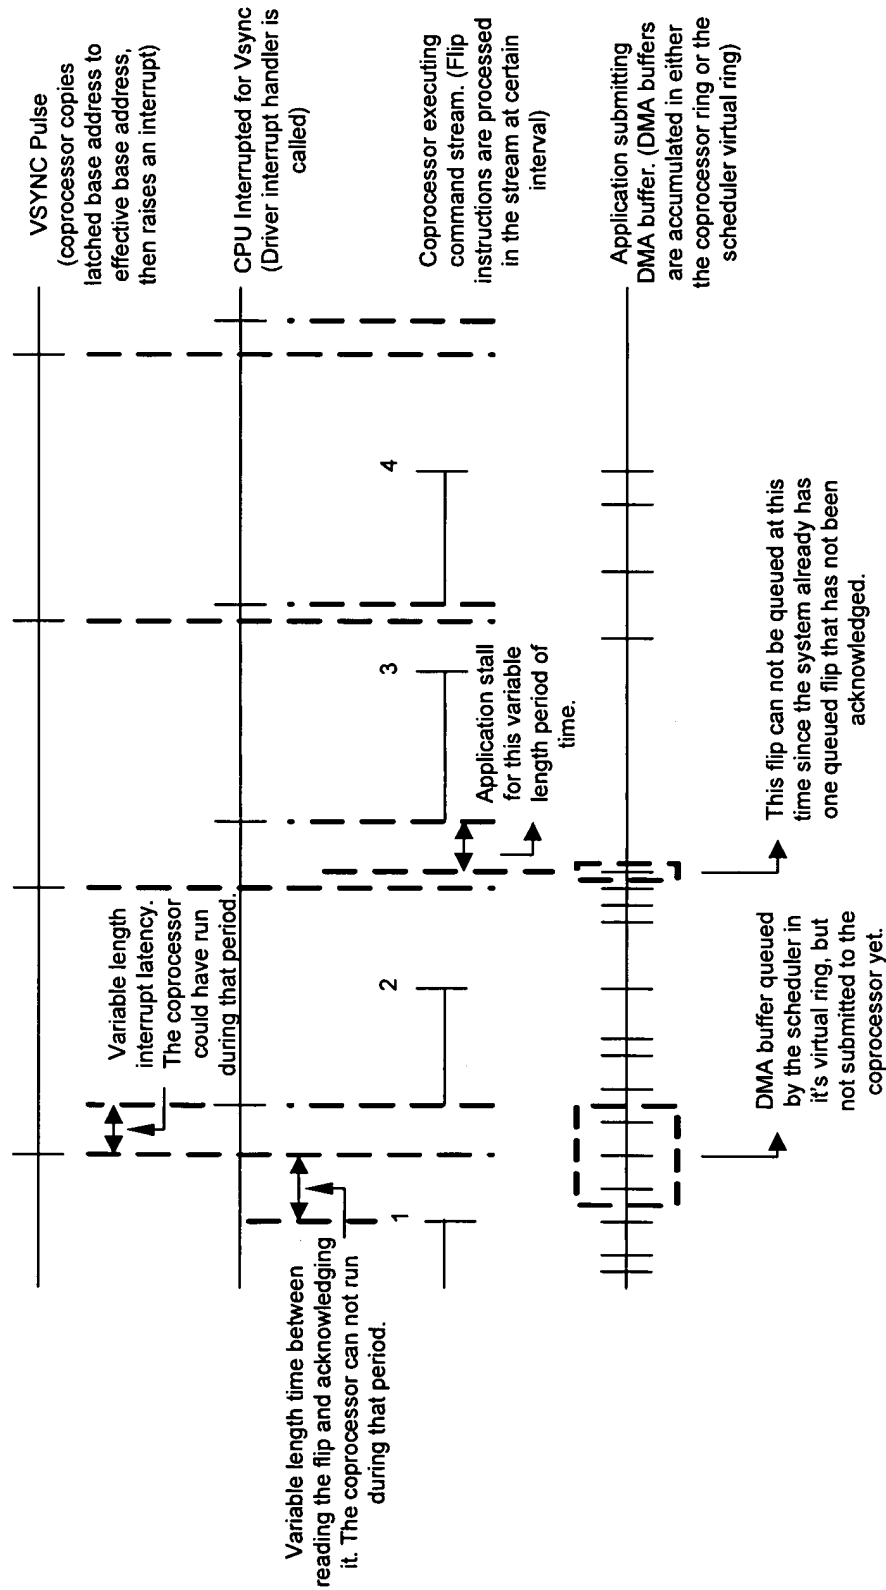 VSYNC Pulse
(coprocessor copies
latched base address to
effective base address,
then raises an interrupt)
CPU Interrupted for Vsync
(Driver interrupt handler is
called)
Coprocessor executing
command stream. (Flip
instructions are processed
in the stream at certain
interval)
Application submitting
DMA buffer. (DMA buffers
are accumulated in either
the coprocessor ring or the
scheduler virtual ring)
Variable length
interrupt latency.
The coprocessor
could have run
during that period.
Variable length time between
reading the flip and acknowledging
it. The coprocessor can not run
during that period.
1
2
3
4
Application stall
for this variable
length period of
time.
DMA buffer queued
by the scheduler in
it's virtual ring, but
not submitted to the
coprocessor yet.
This flip can not be queued at this
time since the system already has
one queued flip that has not been
acknowledged.